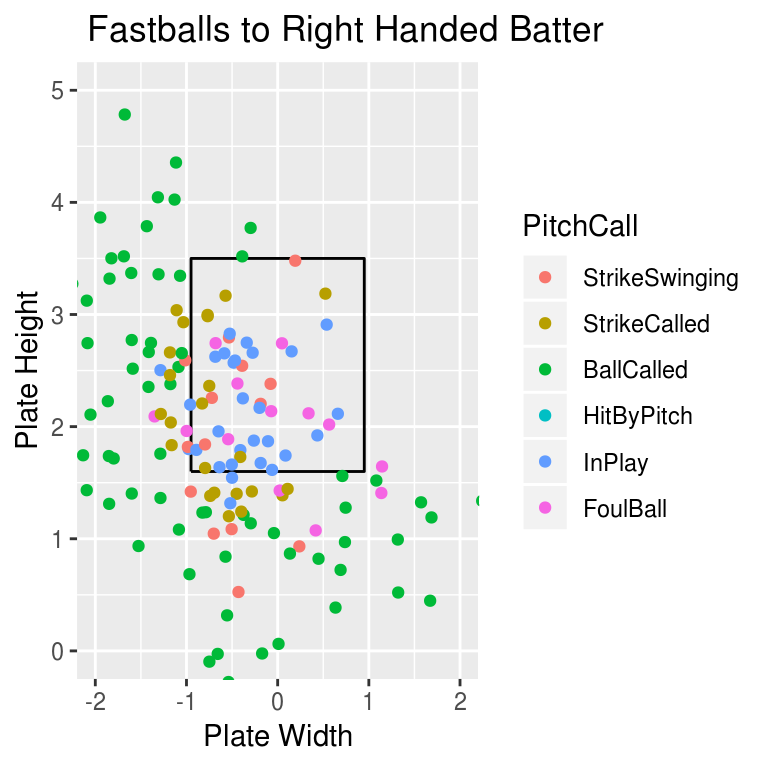 Fastballs to Right Handed Batter
5
4
3
2
1
0
-2 -1 0 1 2
Plate Width
Plate Height
PitchCall
StrikeSwinging
StrikeCalled
BallCalled
HitByPitch
InPlay
FoulBall